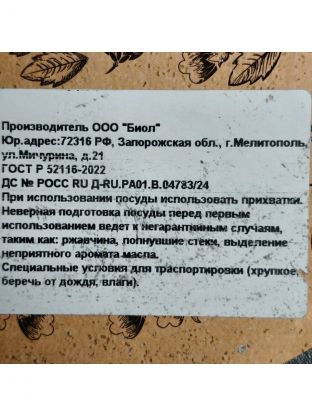 Производитель ООО "Биол"
Юр.адрес:72316 РФ, Запорожская обл., г.Мелитополь,
ул.Мичурина, д.21
ГОСТ Р 52116-2022
ДС № РОСС RU Д-RU.РА01.В.04783/24
При использовании посуды использовать прихватки.
Неверная подготовка посуды перед первым
использованием ведет к негарантийным случаям,
таким как: ржавчина, лопнувшие стеки, выделение
неприятного аромата масла.
Специальные условия для траспортировки (хрупкое,
беречь от дождя, влаги).